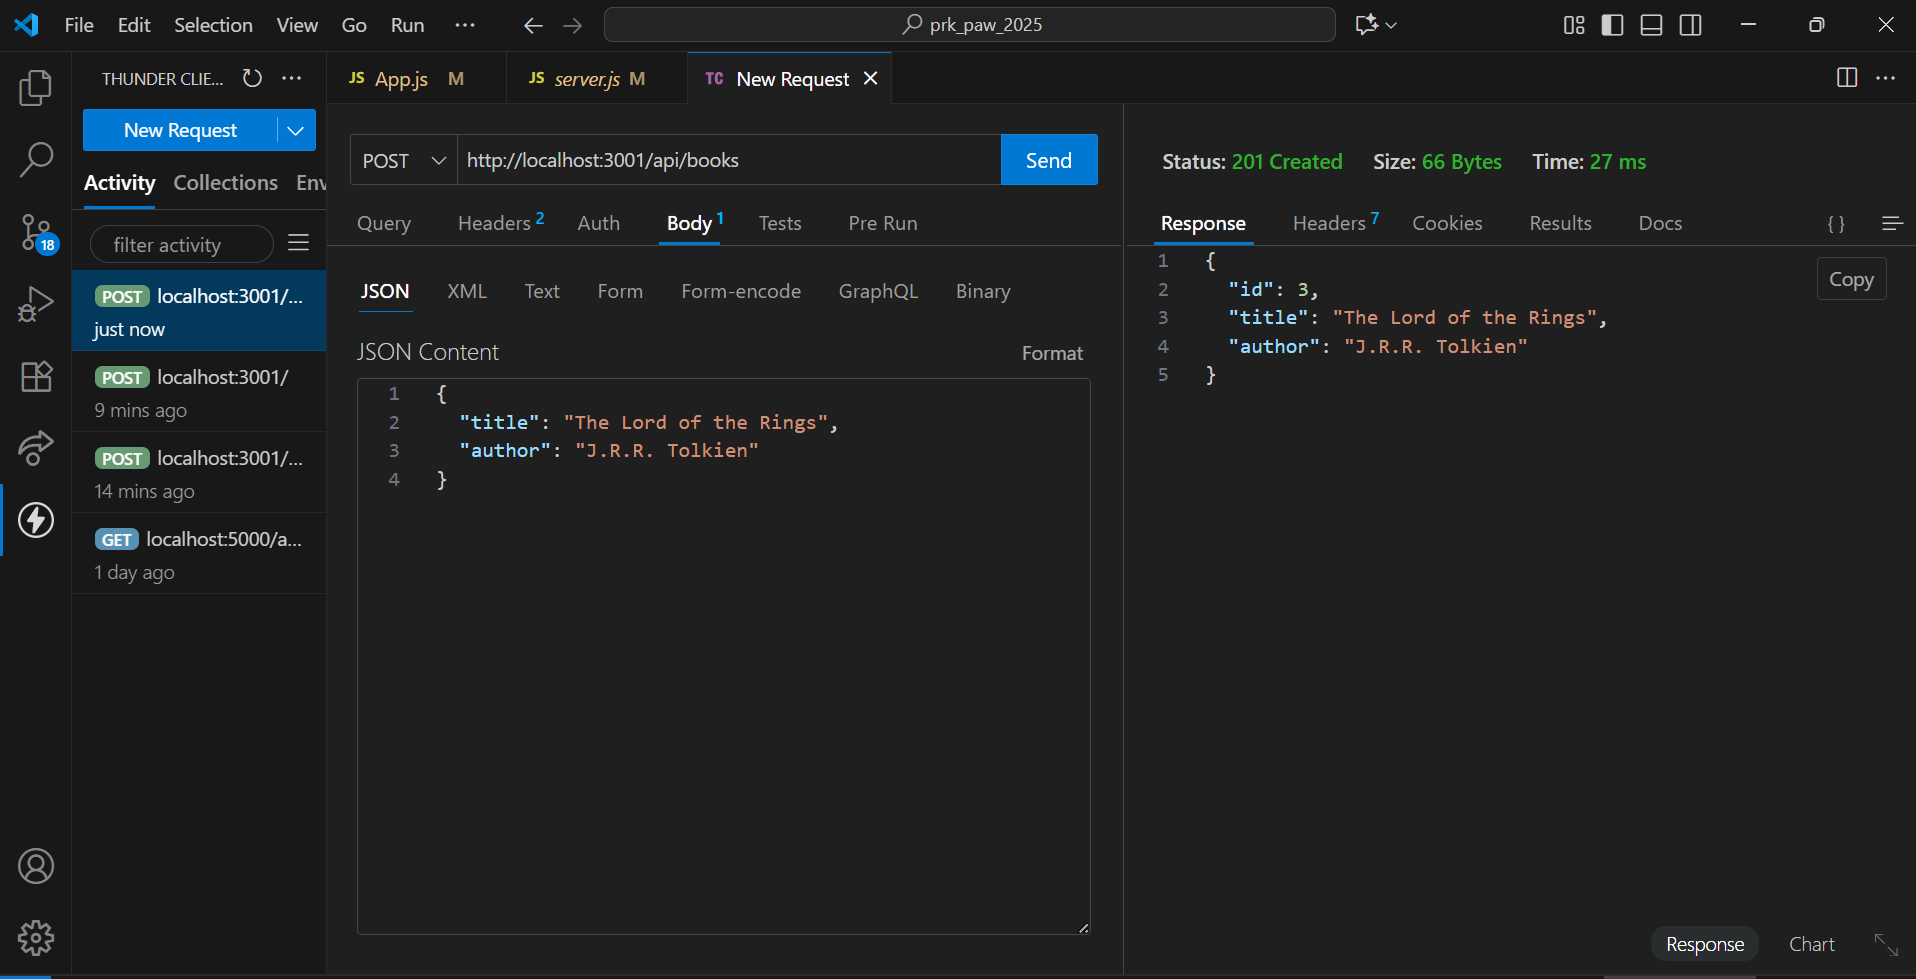 File Edit Selection View Go Run ···
prk_paw_2025
THUNDER CLIE...
New Request
Activity Collections Env
filter activity
POST localhost:3001/...
just now
POST localhost:3001/
9 mins ago
POST localhost:3001/...
14 mins ago
GET localhost:5000/a...
1 day ago
18
JS App.js M
JS server.js M
TC New Request
POST http://localhost:3001/api/books Send
Query Headers 2 Auth Body 1 Tests Pre Run
JSON XML Text Form Form-encode GraphQL Binary
JSON Content Format
1 {
2 "title": "The Lord of the Rings",
3 "author": "J.R.R. Tolkien"
4 }
Status: 201 Created Size: 66 Bytes Time: 27 ms
Response Headers 7 Cookies Results Docs { }
1 {
2 "id": 3,
3 "title": "The Lord of the Rings",
4 "author": "J.R.R. Tolkien"
5 }
Copy
Response Chart